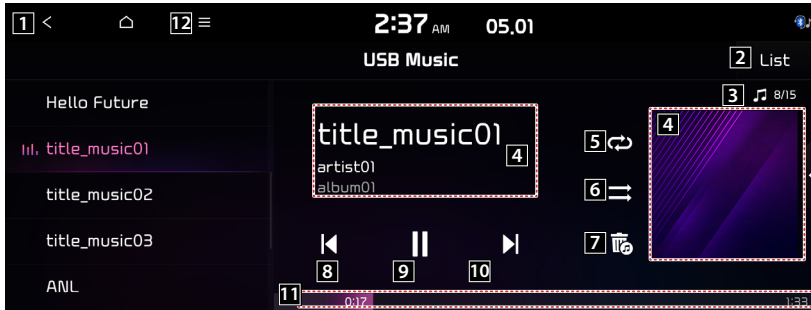 1 12 2:37 AM 05.01
USB Music 2 List
3 8/15
Hello Future
title_music01
title_music02
title_music03
ANL
title_music01
artist01
album01
4
4
5
6
7
8 9 10
11
0:17 1:33